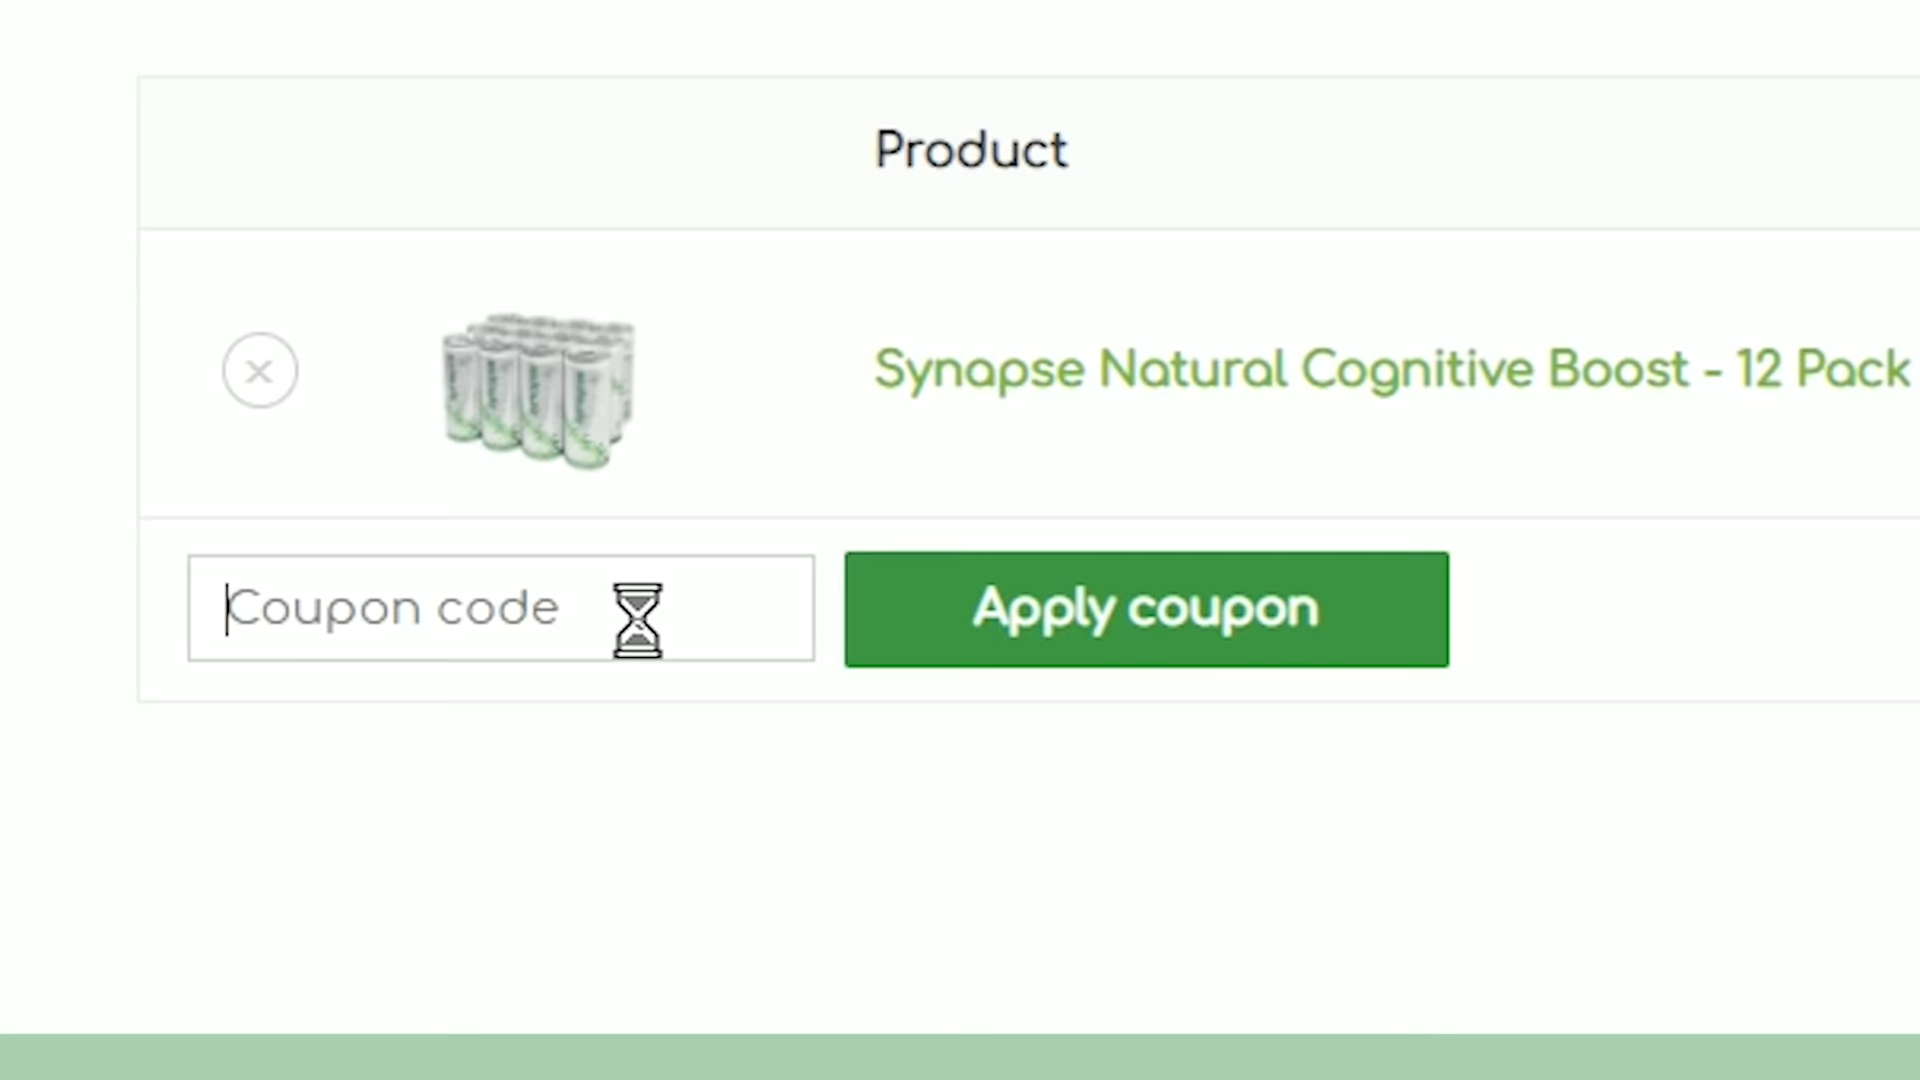 Product
Synapse Natural Cognitive Boost - 12 Pack
Coupon code
Apply coupon